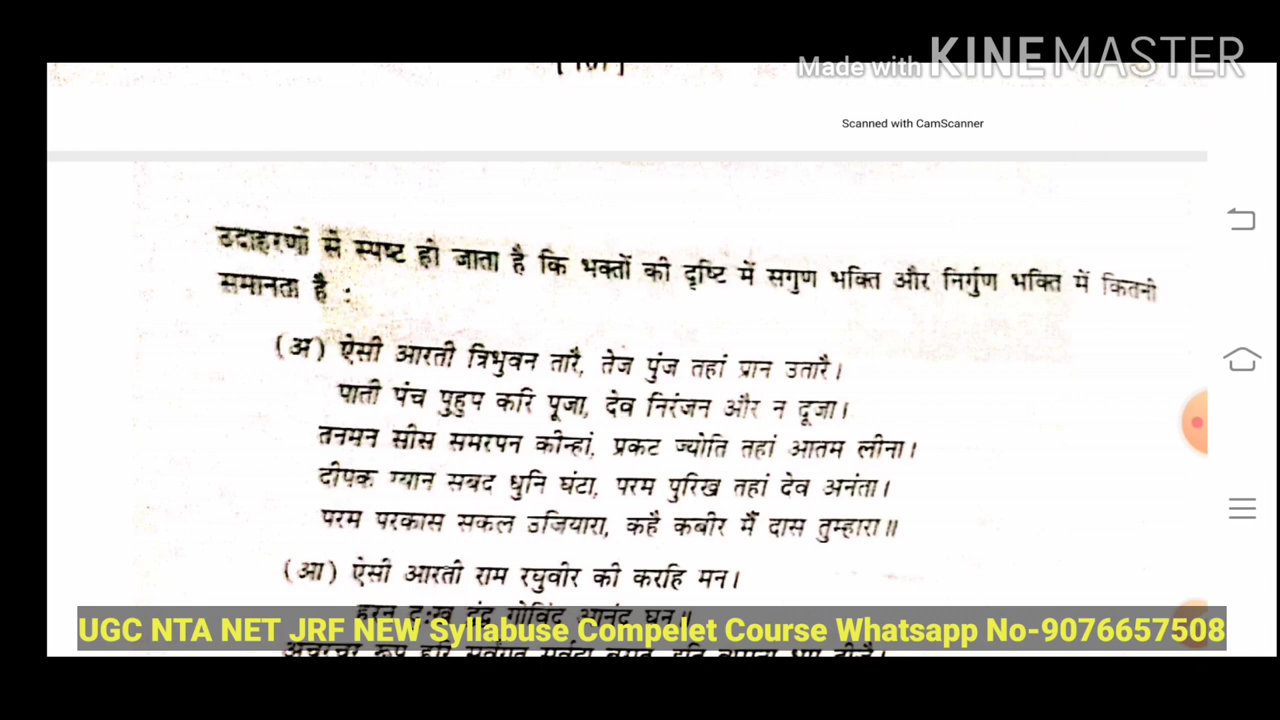 Made with KINEMASTER
Scanned with CamScanner
उदाहरणों से स्पष्ट हो जाता है कि भक्तों की दृष्टि में सगुण भक्ति और निर्गुण भक्ति में कितनी
समानता है :
(अ) ऐसी आरती त्रिभुवन तारै, तेज पुंज तहां प्रान उतारै।
पाती पंच पुहुप करि पूजा, देव निरंजन और न दूजा।
तनमन सीस समरपन कीन्हां, प्रकट ज्योति तहां आतम लीना।
दीपक ग्यान सबद धुनि घंटा, परम पुरिख तहां देव अनंता।
परम परकास सकल उजियारा, कहै कबीर मैं दास तुम्हारा॥
(आ) ऐसी आरती राम रघुवीर की करहि मन।
हरन दुःख द्वंद्व गोविंद आनंद घन॥
UGC NTA NET JRF NEW Syllabuse Compelet Course Whatsapp No-9076657508